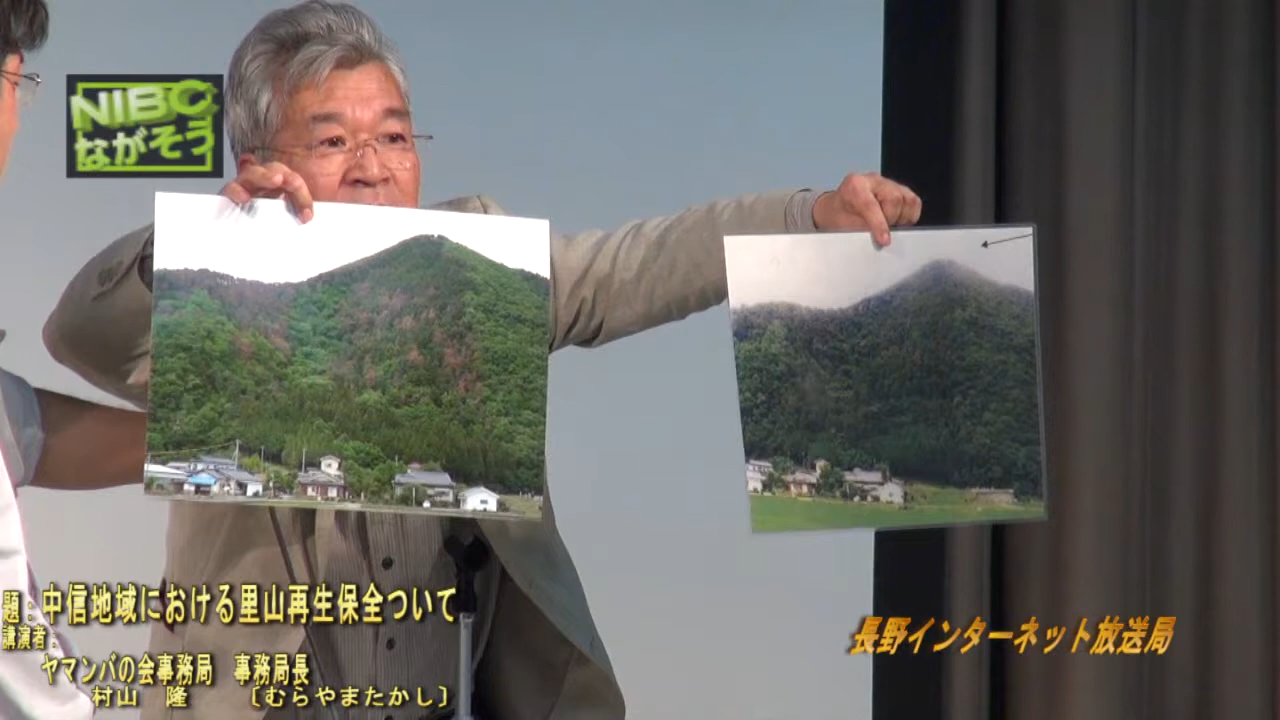 NIBC
ながそう
題：中信地域における里山再生保全ついて
講演者：
ヤマンバの会事務局　事務局長
村山　隆　〔むらやまたかし〕
長野インターネット放送局